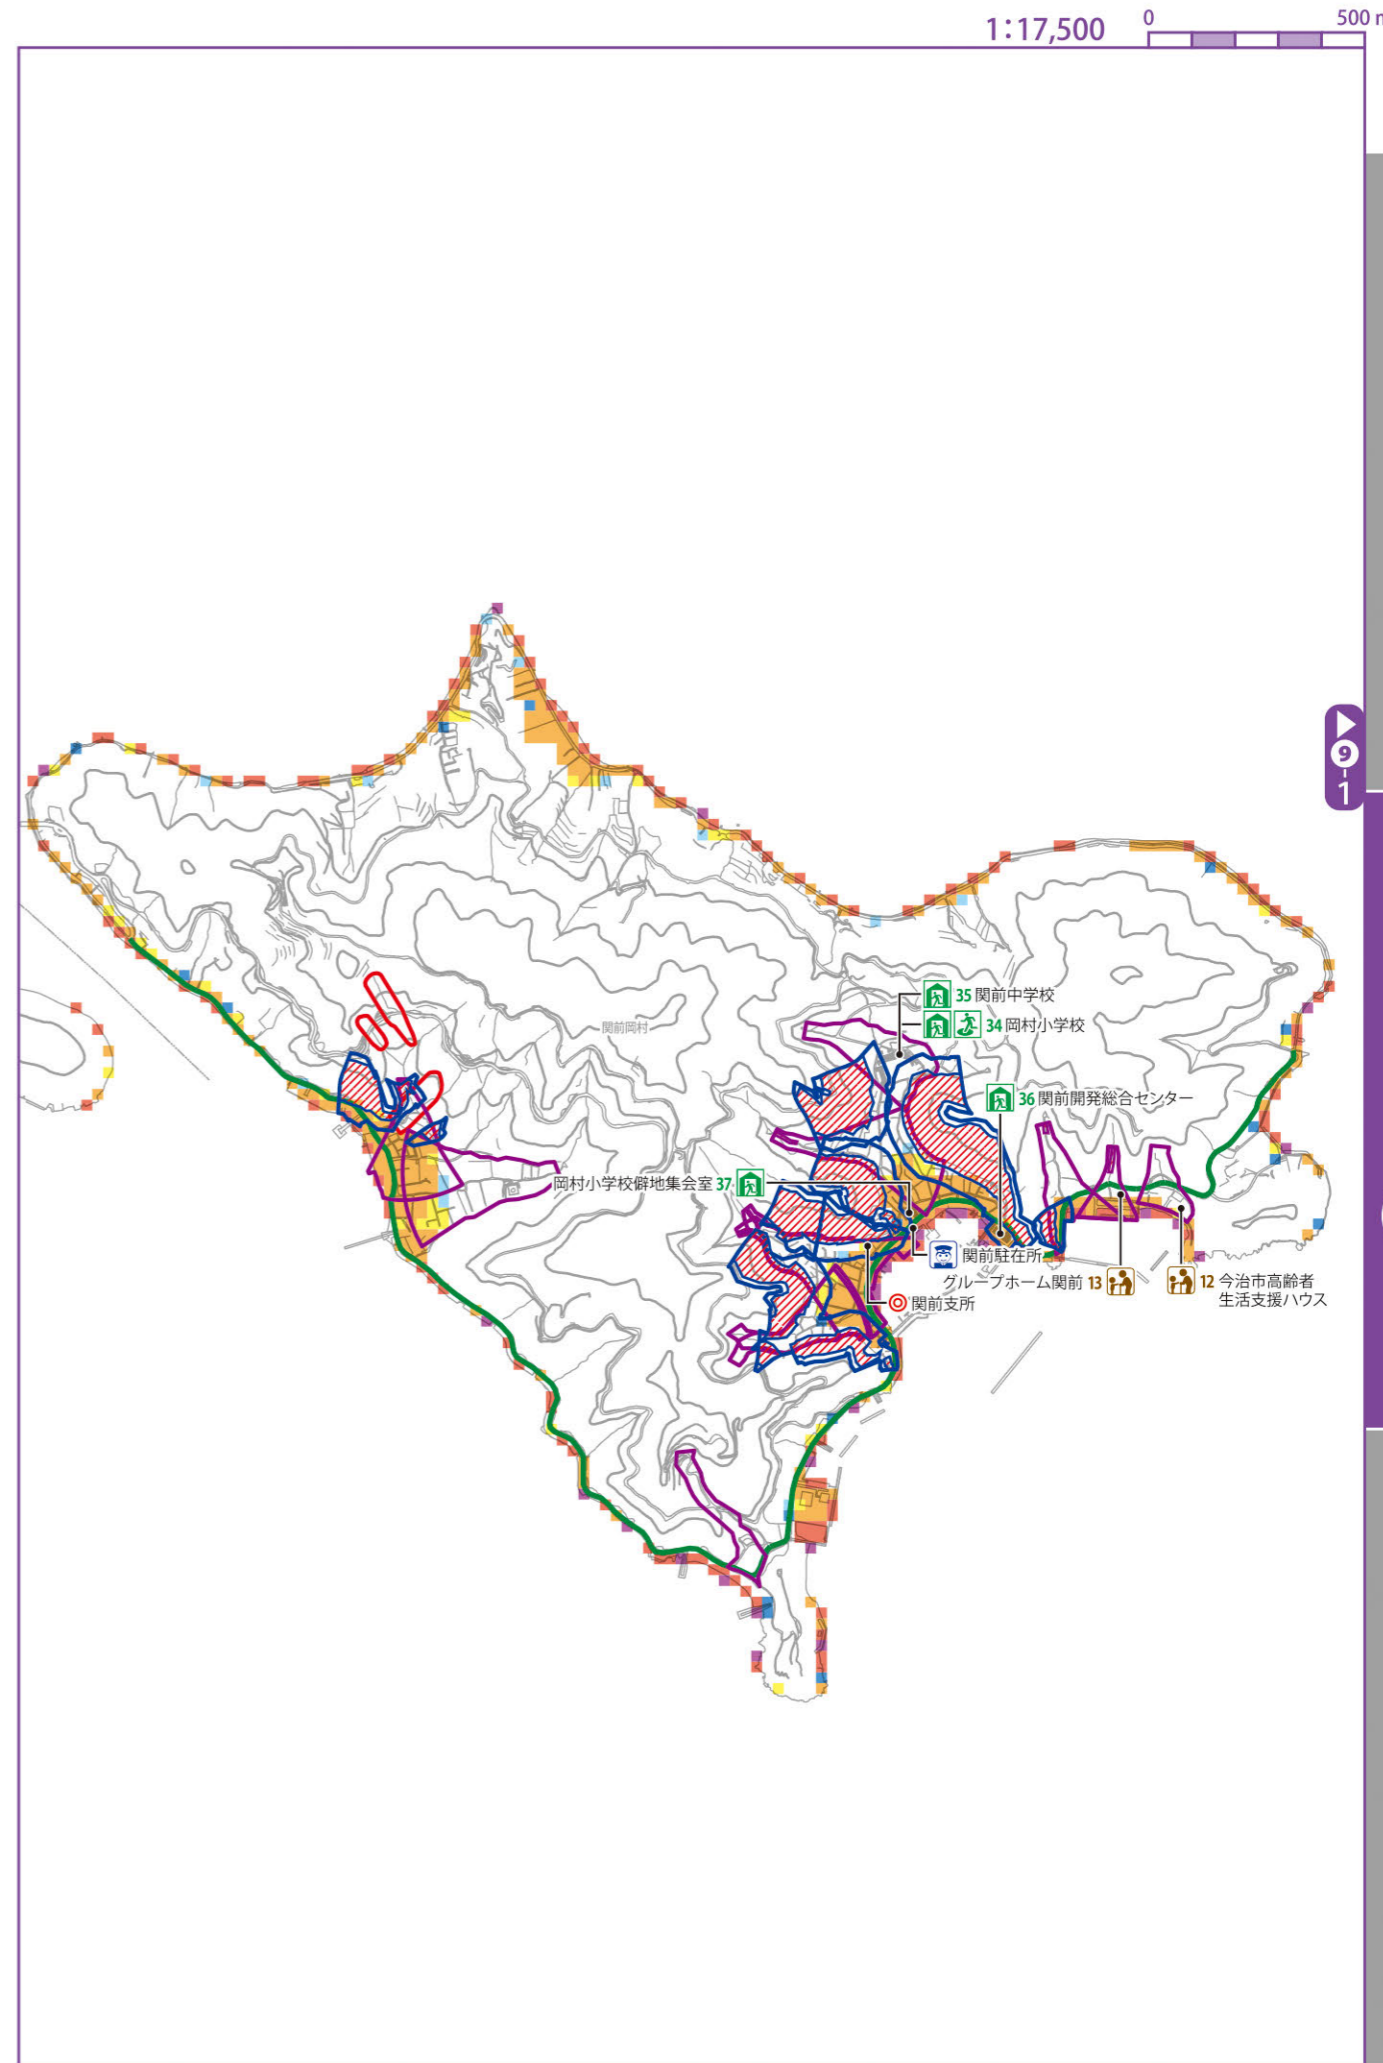 1:17,500
0
500 m
9
1
35 関前中学校
34 岡村小学校
関前岡村
36 関前開発総合センター
岡村小学校僻地集会室 37
関前駐在所
グループホーム関前 13
12 今治市高齢者
生活支援ハウス
関前支所